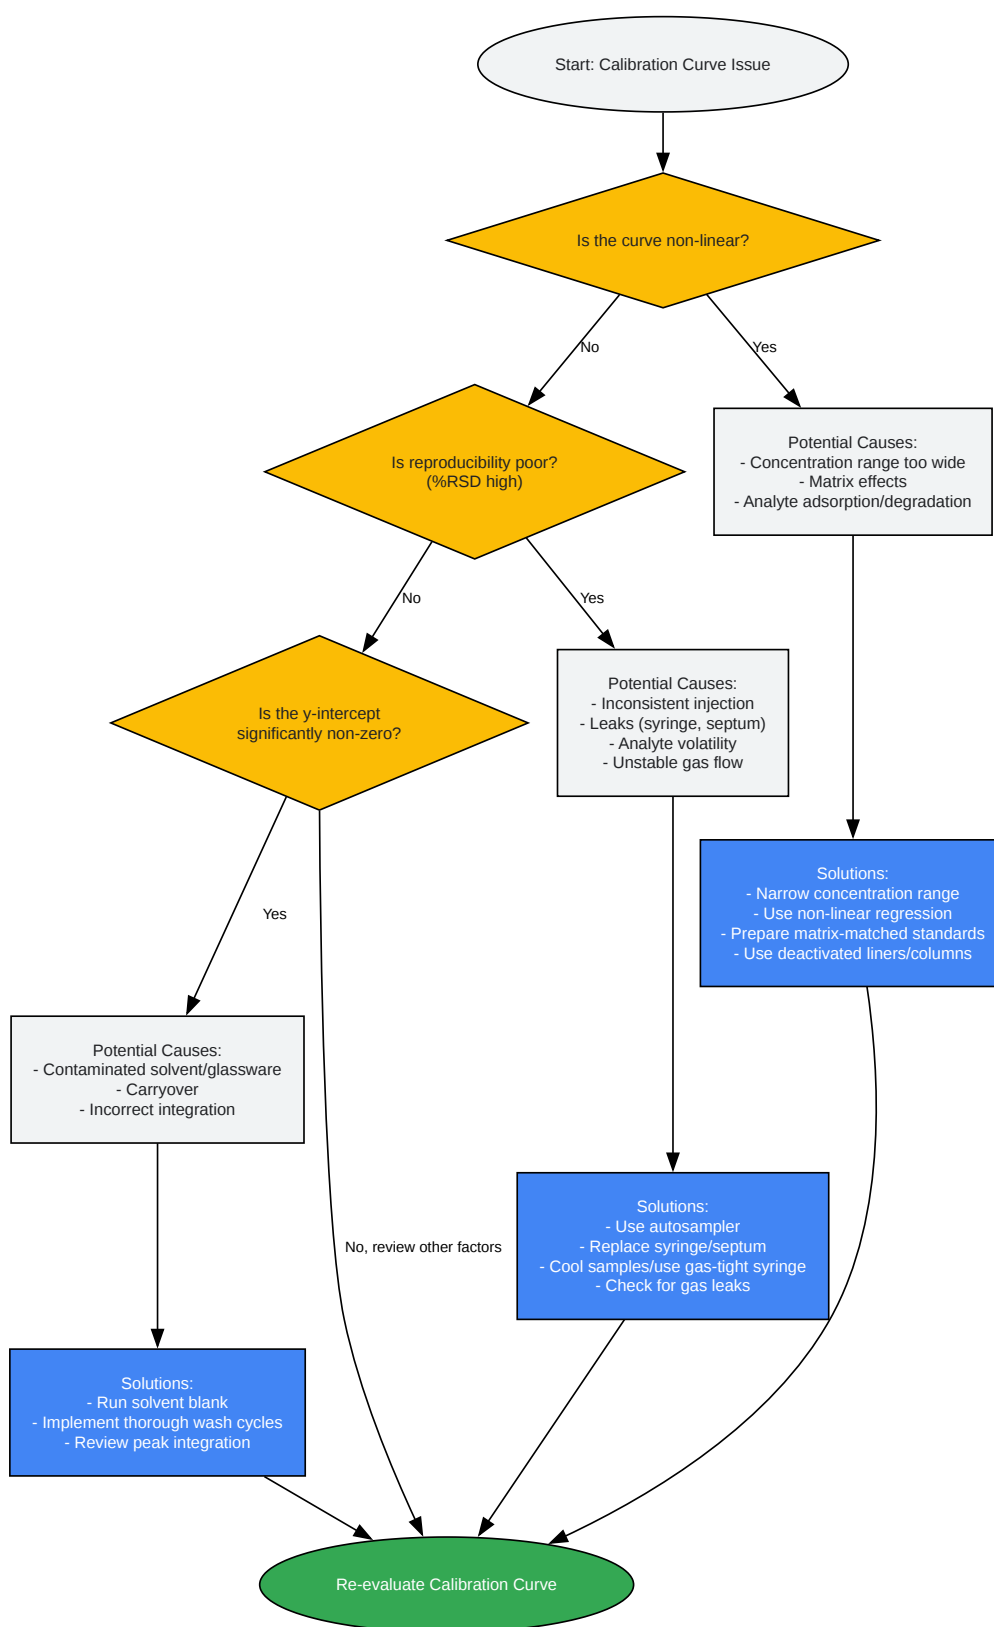 Start: Calibration Curve Issue
Is the curve non-linear?
No
Yes
Is reproducibility poor?
(%RSD high)
Potential Causes:
- Concentration range too wide
- Matrix effects
- Analyte adsorption/degradation
No
Yes
Is the y-intercept
significantly non-zero?
Potential Causes:
- Inconsistent injection
- Leaks (syringe, septum)
- Analyte volatility
- Unstable gas flow
Solutions:
- Narrow concentration range
- Use non-linear regression
- Prepare matrix-matched standards
- Use deactivated liners/columns
Yes
Potential Causes:
- Contaminated solvent/glassware
- Carryover
- Incorrect integration
No, review other factors
Solutions:
- Use autosampler
- Replace syringe/septum
- Cool samples/use gas-tight syringe
- Check for gas leaks
Solutions:
- Run solvent blank
- Implement thorough wash cycles
- Review peak integration
Re-evaluate Calibration Curve